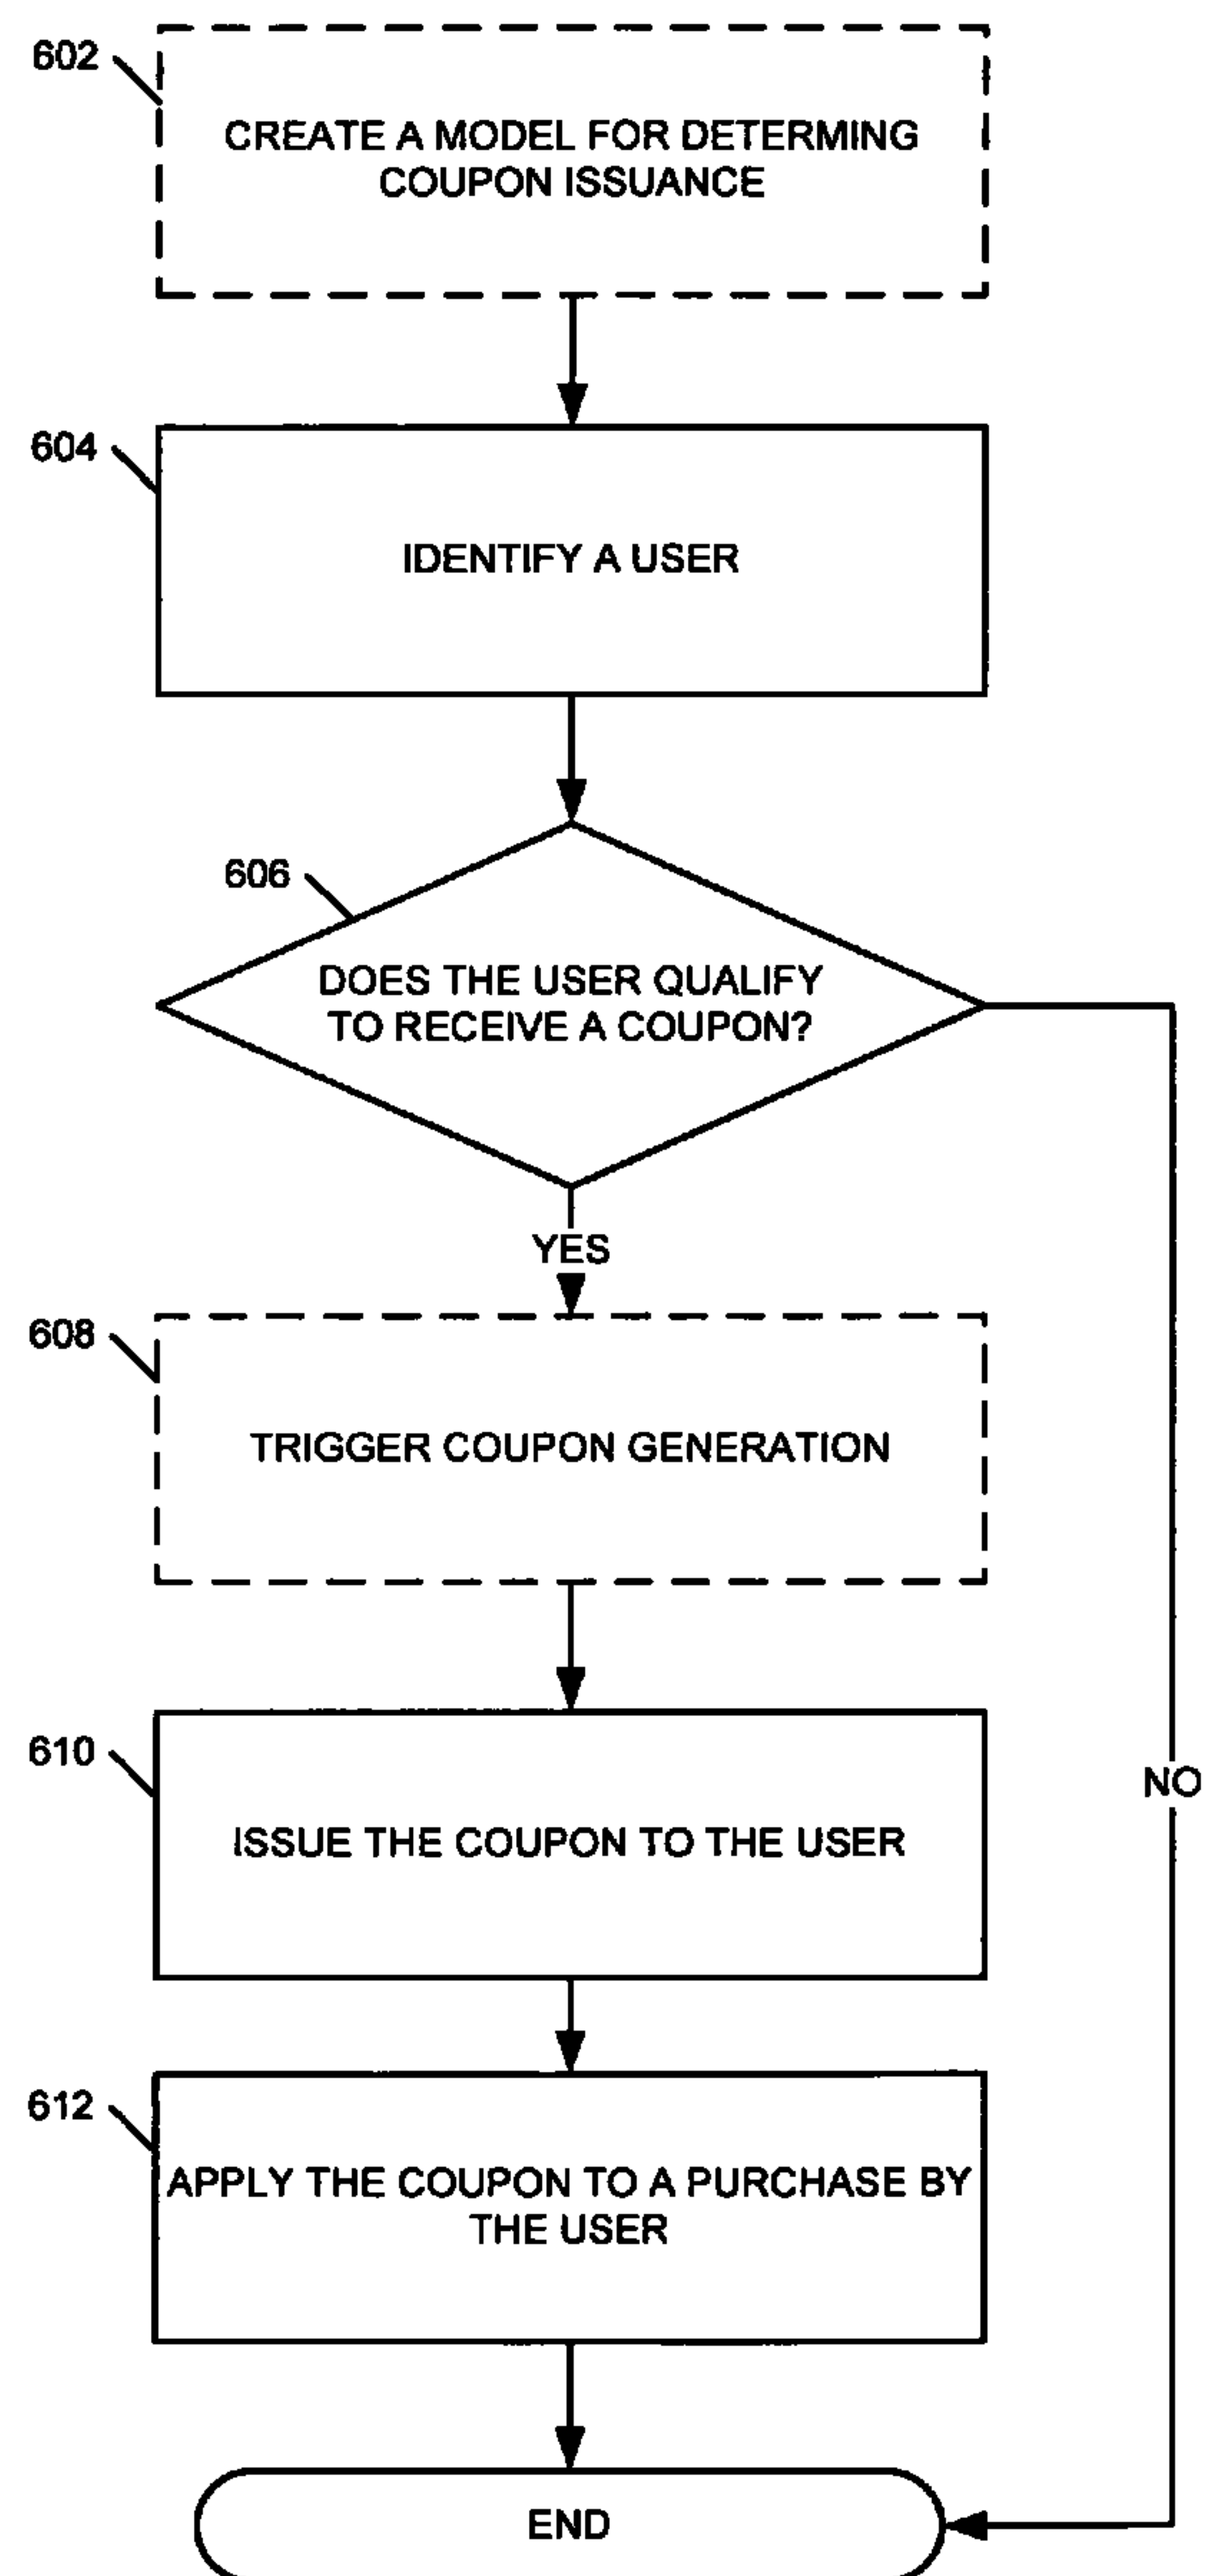 602
CREATE A MODEL FOR DETERMING
COUPON ISSUANCE
604
IDENTIFY A USER
606
DOES THE USER QUALIFY
TO RECEIVE A COUPON?
YES
608
TRIGGER COUPON GENERATION
610
NO
ISSUE THE COUPON TO THE USER
612
APPLY THE COUPON TO A PURCHASE BY
THE USER
END